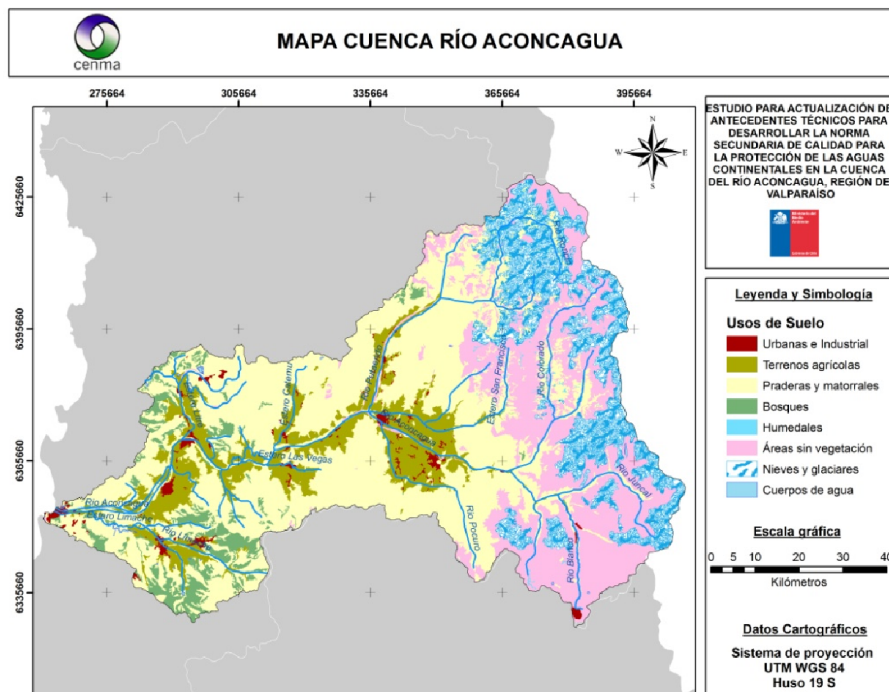 cenma
MAPA CUENCA RÍO ACONCAGUA
275664
305664
335664
365664
395664
6425660
6395660
6365660
6335660
N
W
E
S
Estero Catemu
Río Putaendo
Estero San Francisco
Río Colorado
Estero Las Vegas
Río Aconcagua
Estero Limache
Río Pocuro
Río Blanco
Río Juncal
ESTUDIO PARA ACTUALIZACIÓN DE
ANTECEDENTES TÉCNICOS PARA
DESARROLLAR LA NORMA
SECUNDARIA DE CALIDAD PARA
LA PROTECCIÓN DE LAS AGUAS
CONTINENTALES EN LA CUENCA
DEL RÍO ACONCAGUA, REGIÓN DE
VALPARAÍSO
Leyenda y Simbología
Usos de Suelo
Urbanas e Industrial
Terrenos agrícolas
Praderas y matorrales
Bosques
Humedales
Áreas sin vegetación
Nieves y glaciares
Cuerpos de agua
Escala gráfica
0 5 10 20 30 40
Kilómetros
Datos Cartográficos
Sistema de proyección
UTM WGS 84
Huso 19 S